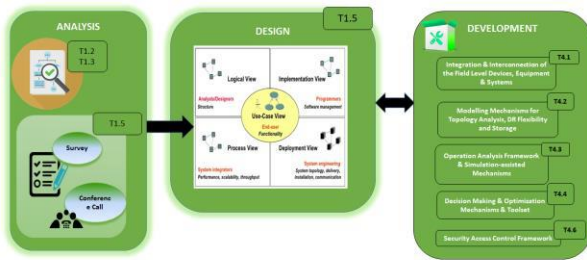 ANALYSIS
T1.2
T1.3
T1.5
Survey
Conferenc
e Call
DESIGN
T1.5
Logical View
Implementation View
Analysts/Designers
Structure
Programmers
Software management
Use-Case View
End-user
Functionality
Process View
Deployment View
System integrators
Performance, scalability, throughput
System engineering
System topology, delivery,
installation, communication
DEVELOPMENT
T4.1
Integration & Interconnection of
the Field Level Devices, Equipment
& Systems
T4.2
Modelling Mechanisms for
Topology Analysis, DR Flexibility
and Storage
T4.3
Operation Analysis Framework
& Simulation-assisted
Mechanisms
T4.4
Decision Making & Optimization
Mechanisms & Toolset
T4.6
Security Access Control Framework